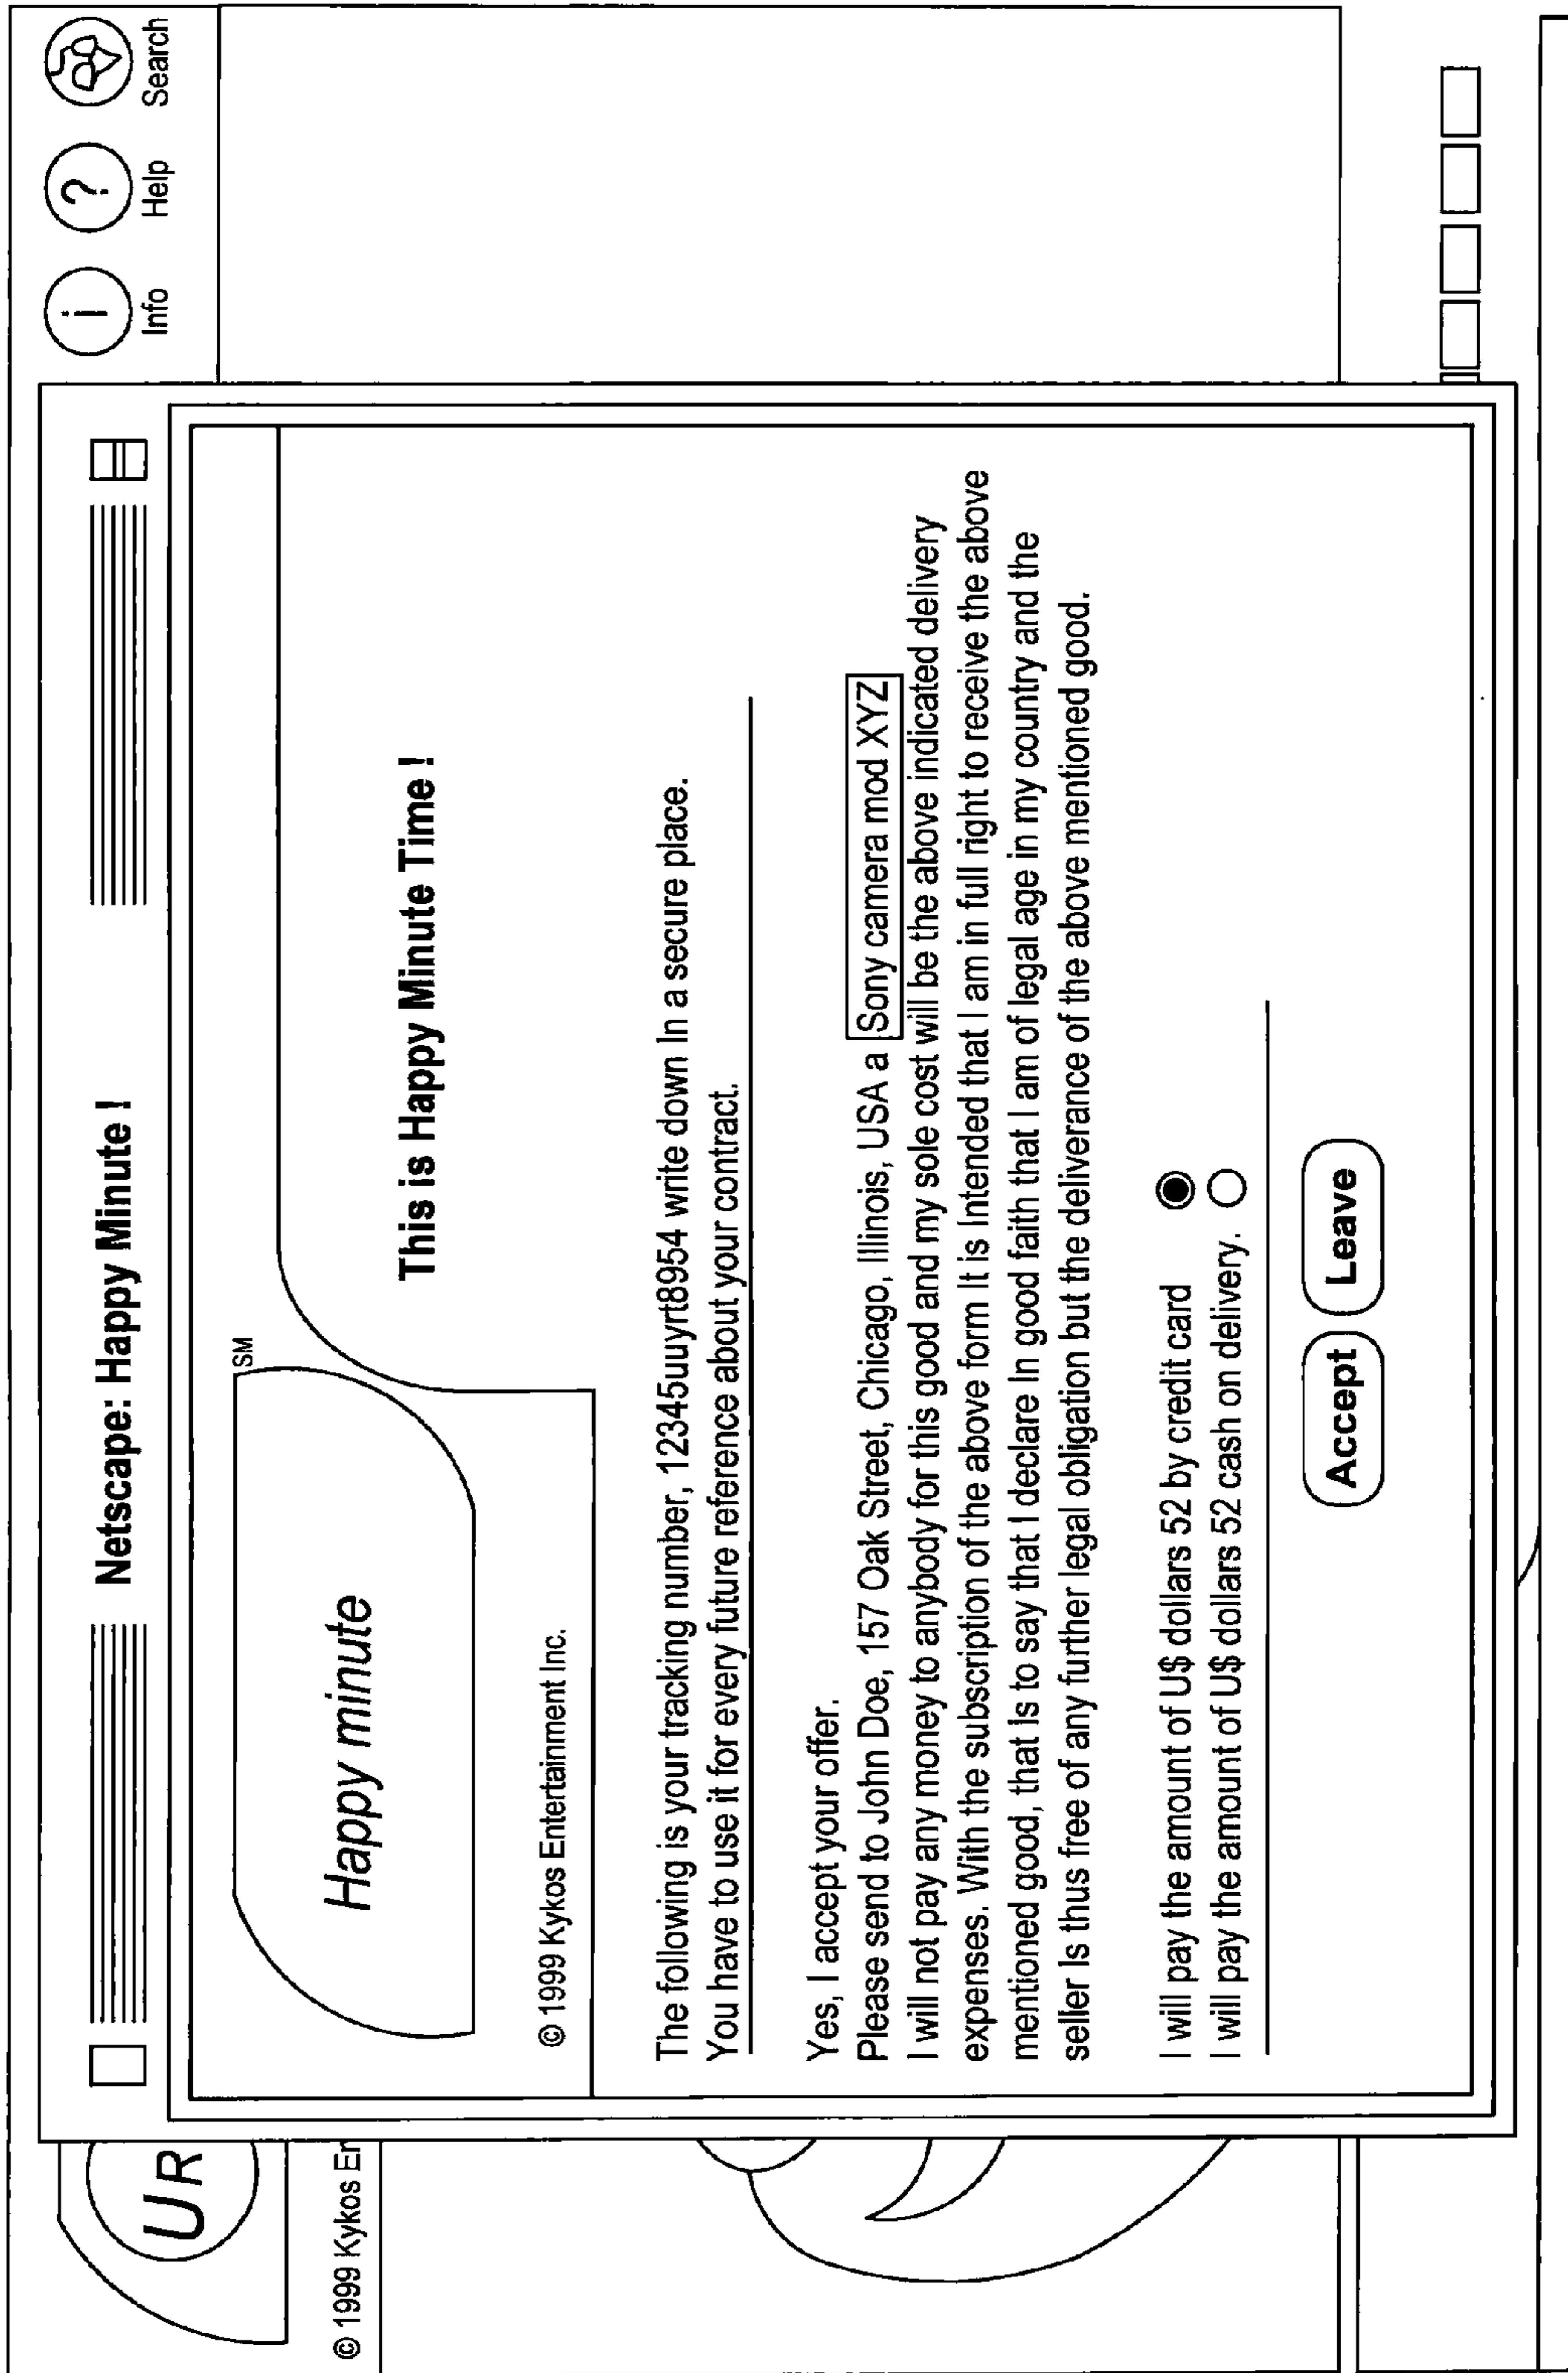 UR
© 1999 Kykos Er
Info
Help
Search
Netscape: Happy Minute !
Happy minute
SM
© 1999 Kykos Entertainment Inc.
This is Happy Minute Time !
The following is your tracking number, 12345uuyrt8954 write down In a secure place.
You have to use it for every future reference about your contract.
Yes, I accept your offer.
Please send to John Doe, 157 Oak Street, Chicago, Illinois, USA a Sony camera mod XYZ
I will not pay any money to anybody for this good and my sole cost will be the above indicated delivery
expenses. With the subscription of the above form It is Intended that I am in full right to receive the above
mentioned good, that is to say that I declare In good faith that I am of legal age in my country and the
seller Is thus free of any further legal obligation but the deliverance of the above mentioned good.
I will pay the amount of U$ dollars 52 by credit card
I will pay the amount of U$ dollars 52 cash on delivery.
Accept
Leave